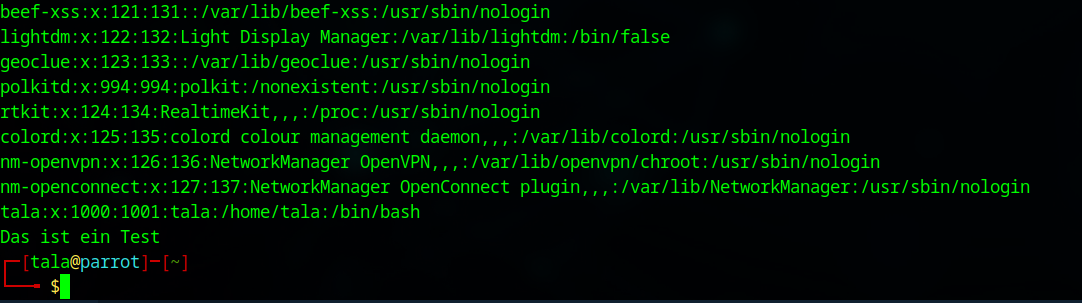 beef-xss:x:121:131::/var/lib/beef-xss:/usr/sbin/nologin
lightdm:x:122:132:Light Display Manager:/var/lib/lightdm:/bin/false
geoclue:x:123:133::/var/lib/geoclue:/usr/sbin/nologin
polkitd:x:994:994:polkit:/nonexistent:/usr/sbin/nologin
rtkit:x:124:134:RealtimeKit,,,:/proc:/usr/sbin/nologin
colord:x:125:135:colord colour management daemon,,,:/var/lib/colord:/usr/sbin/nologin
nm-openvpn:x:126:136:NetworkManager OpenVPN,,,:/var/lib/openvpn/chroot:/usr/sbin/nologin
nm-openconnect:x:127:137:NetworkManager OpenConnect plugin,,,:/var/lib/NetworkManager:/usr/sbin/nologin
tala:x:1000:1001:tala:/home/tala:/bin/bash
Das ist ein Test
┌─[tala@parrot]─[~]
└──╼ $